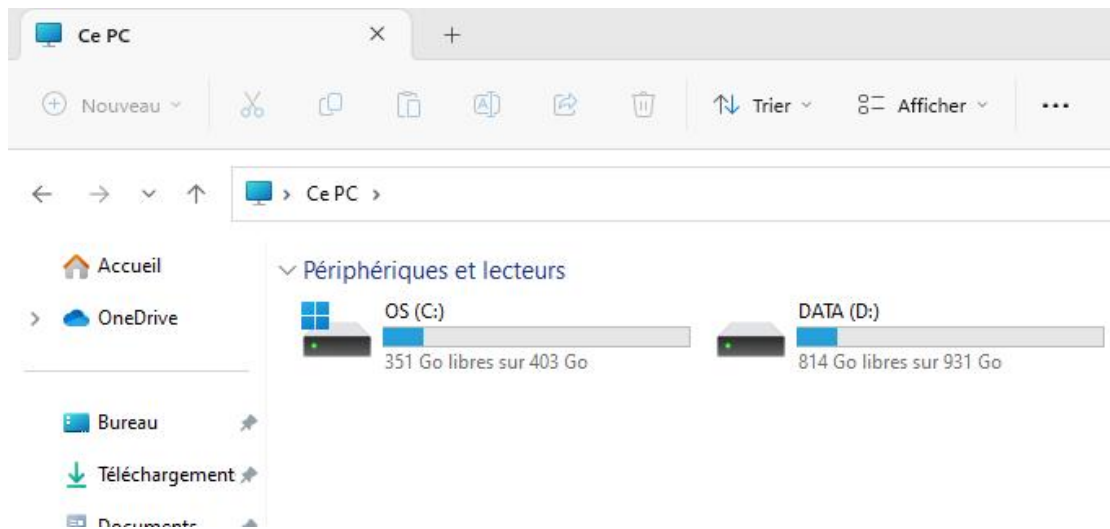 Ce PC
Nouveau
Trier
Afficher
Ce PC
Accueil
OneDrive
Bureau
Téléchargement
Documents
Périphériques et lecteurs
OS (C:)
351 Go libres sur 403 Go
DATA (D:)
814 Go libres sur 931 Go